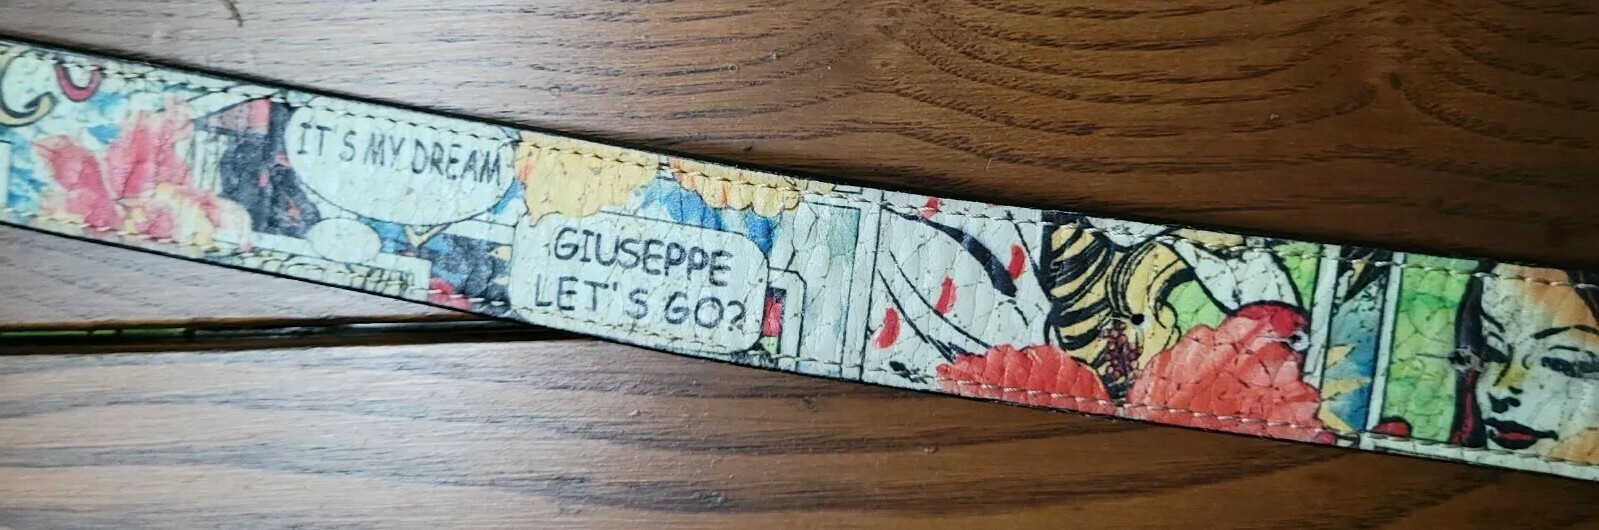 IT'S MY DREAM
GIUSEPPE
LET'S GO?